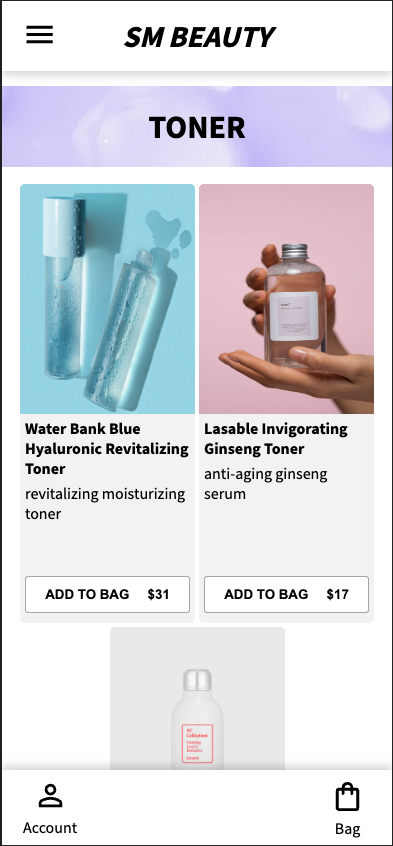 SM BEAUTY
TONER
Water Bank Blue
Hyaluronic Revitalizing
Toner
revitalizing moisturizing
toner
ADD TO BAG $31
Lasable Invigorating
Ginseng Toner
anti-aging ginseng
serum
ADD TO BAG $17
Collection
Account
Bag